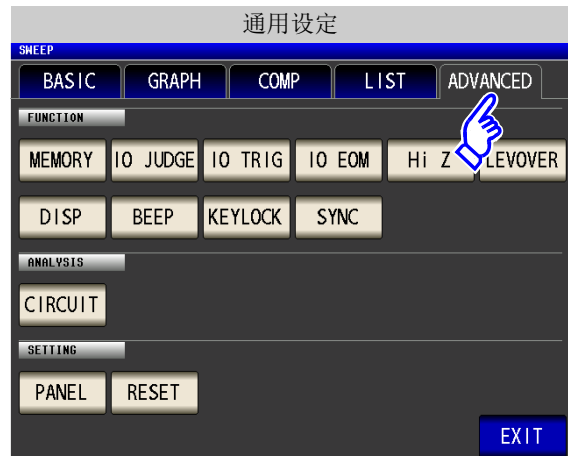 通用设定
SWEEP
BASIC GRAPH COMP LIST ADVANCED
FUNCTION
MEMORY IO JUDGE IO TRIG IO EOM Hi Z LEVOVER
DISP BEEP KEYLOCK SYNC
ANALYSIS
CIRCUIT
SETTING
PANEL RESET
EXIT